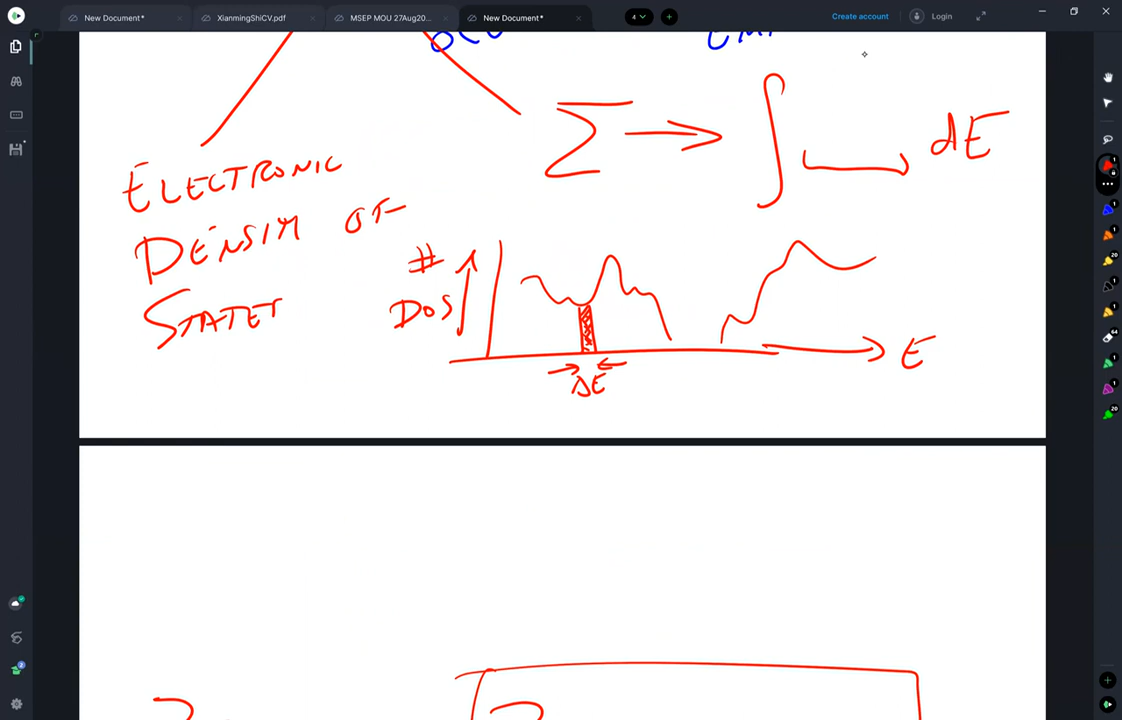 New Document*
XianmingShiCV.pdf
MSEP MOU 27Aug20...
New Document*
4
Create account
Login
Σ ⇒ ∫ dE
ELECTRONIC
DENSITY OF
STATES
#
DOS
E
ΔE